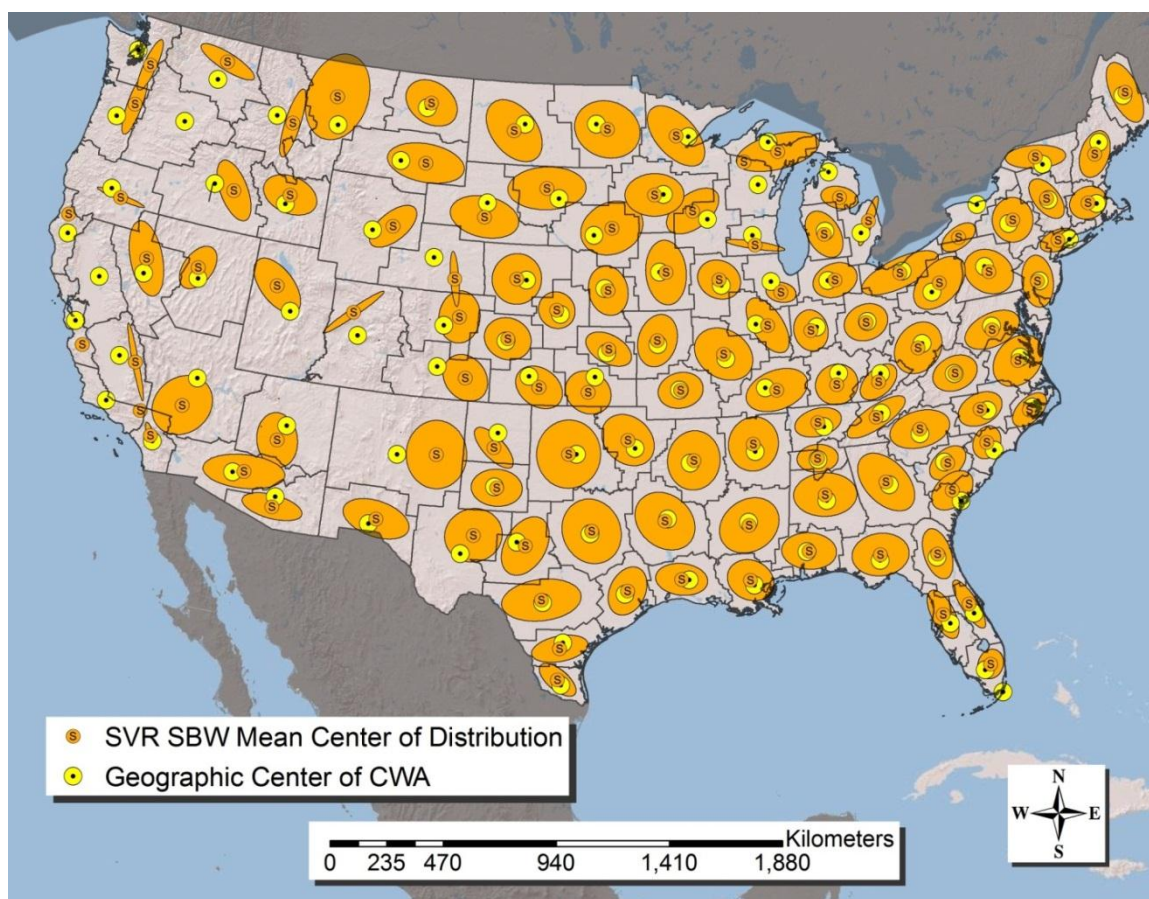 SVR SBW Mean Center of Distribution
Geographic Center of CWA
N
W E
S
Kilometers
0 235 470 940 1,410 1,880